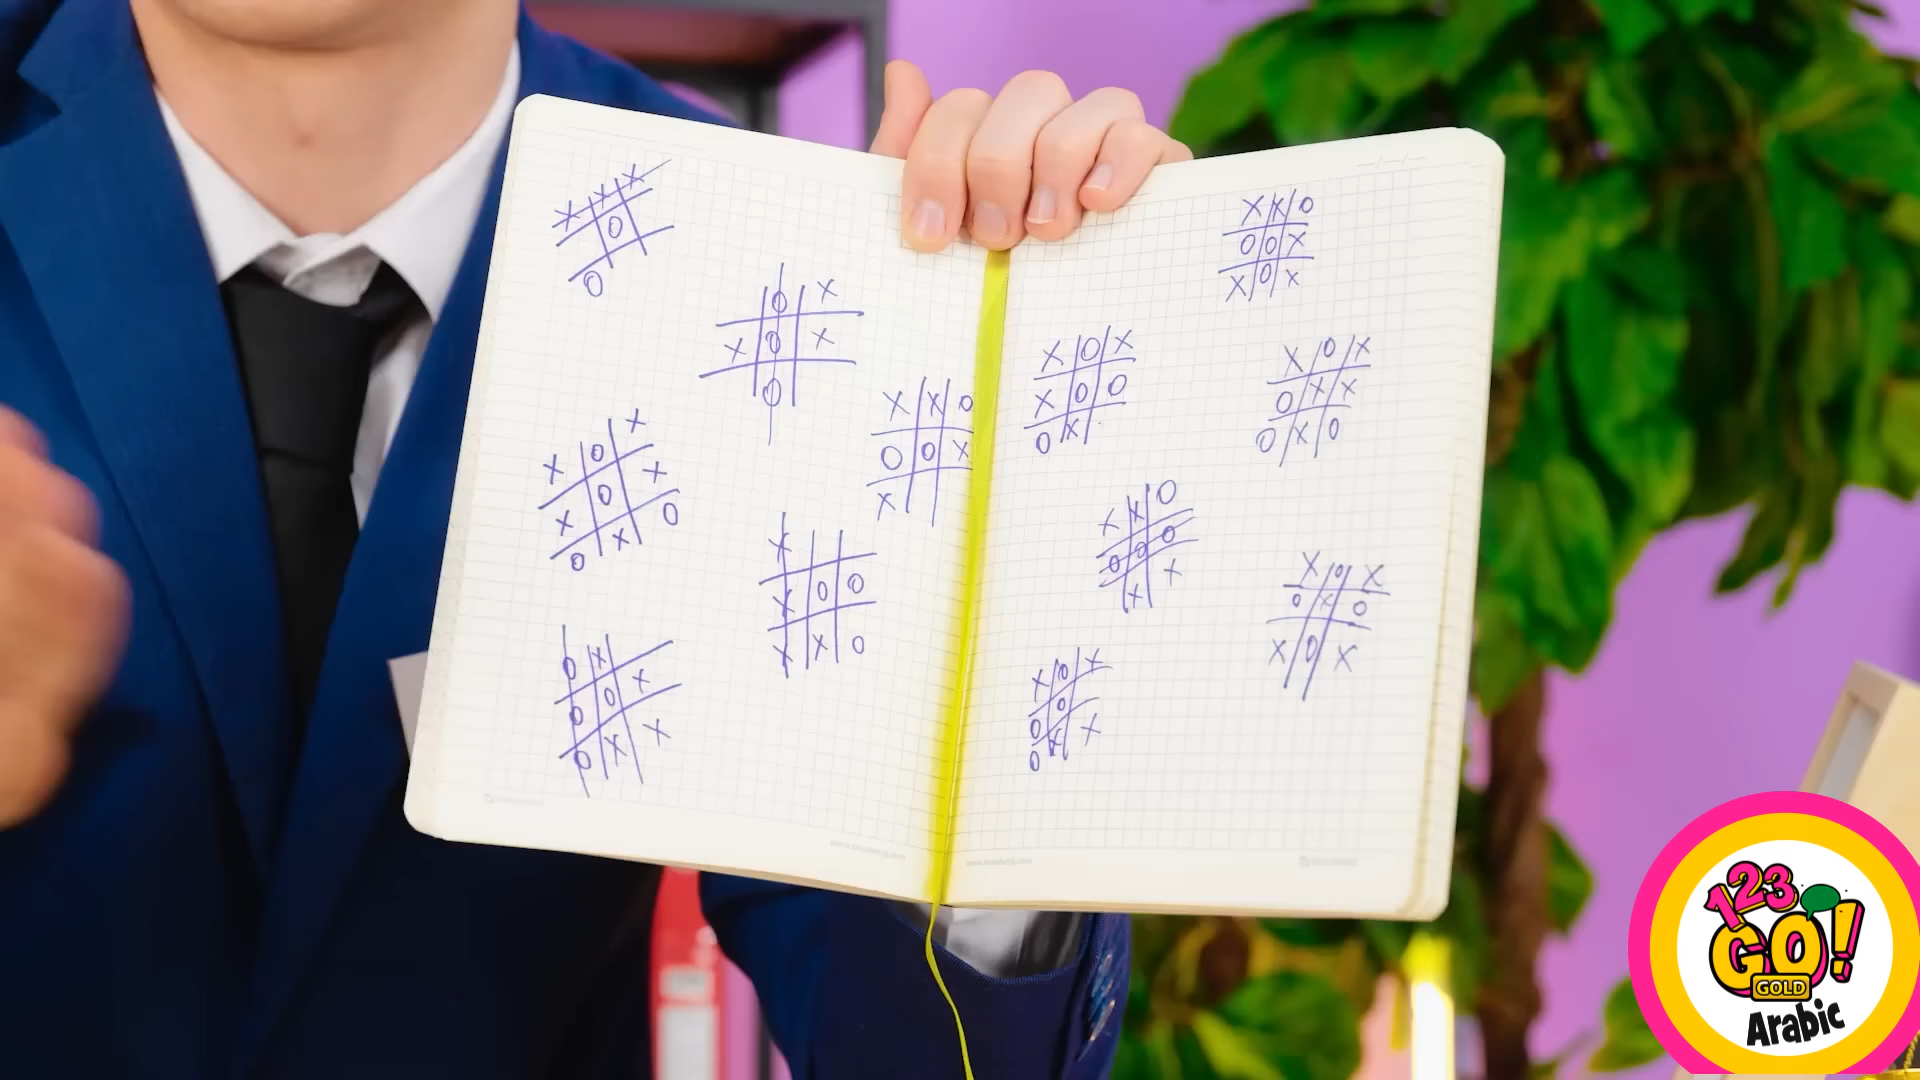 X X X
O
O
O X
X O X
O
X X O
O O X
X
X O X
X O X
O X O
X
X O O
X X O
O X
O O X
O X X
X X O
O O X
X O X
X O X
X O O
O X
X O X
O X X
O X O
X X O
O O O
X X
X O X
O X O
X O X
X O X
O O
O X X
123
GO!
GOLD
Arabic